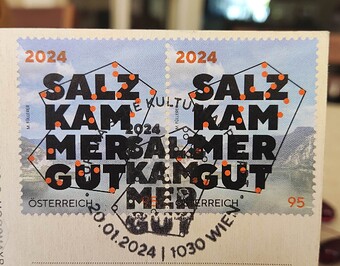 2024
SALZ
KAM
MER
GUT
ÖSTERREICH
2024
SALZ
KAM
MER
GUT
ÖSTERREICH 95
E KULTUR
2024
SALZ
KAM
MER
GUT
20.01.2024 | 1030 WIEN